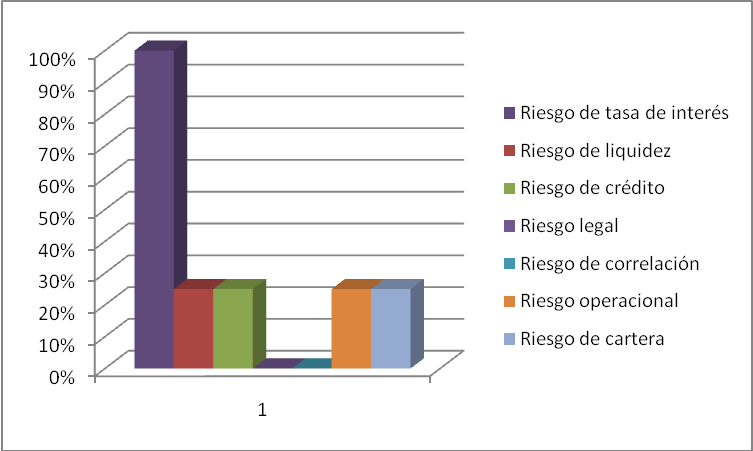 100%
90%
80%
70%
60%
50%
40%
30%
20%
10%
0%
1
Riesgo de tasa de interés
Riesgo de liquidez
Riesgo de crédito
Riesgo legal
Riesgo de correlación
Riesgo operacional
Riesgo de cartera